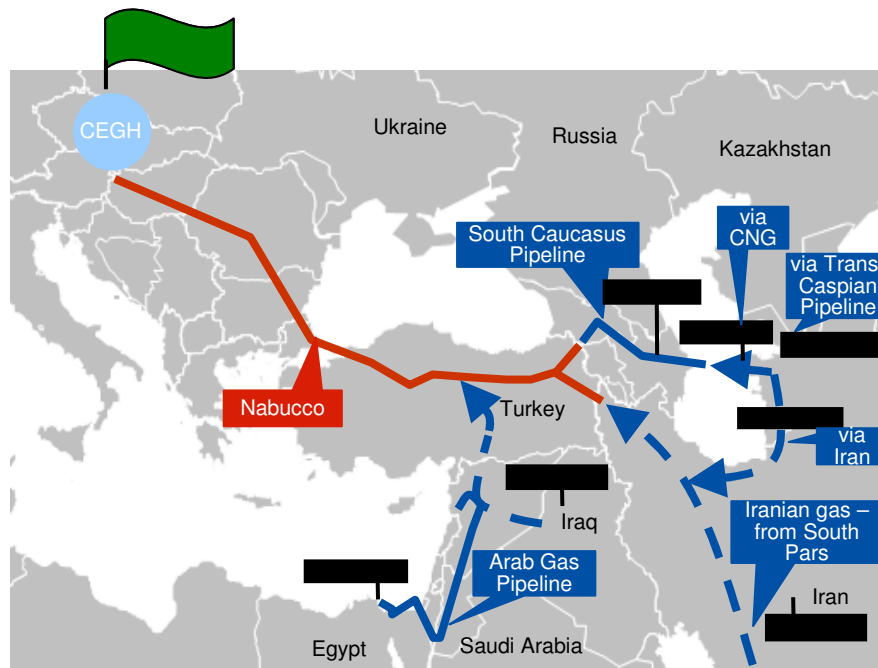 CEGH
Ukraine
Russia
Kazakhstan
South Caucasus
Pipeline
via
CNG
via Trans
Caspian
Pipeline
Nabucco
Turkey
via
Iran
Iraq
Iranian gas –
from South
Pars
Arab Gas
Pipeline
Iran
Egypt
Saudi Arabia